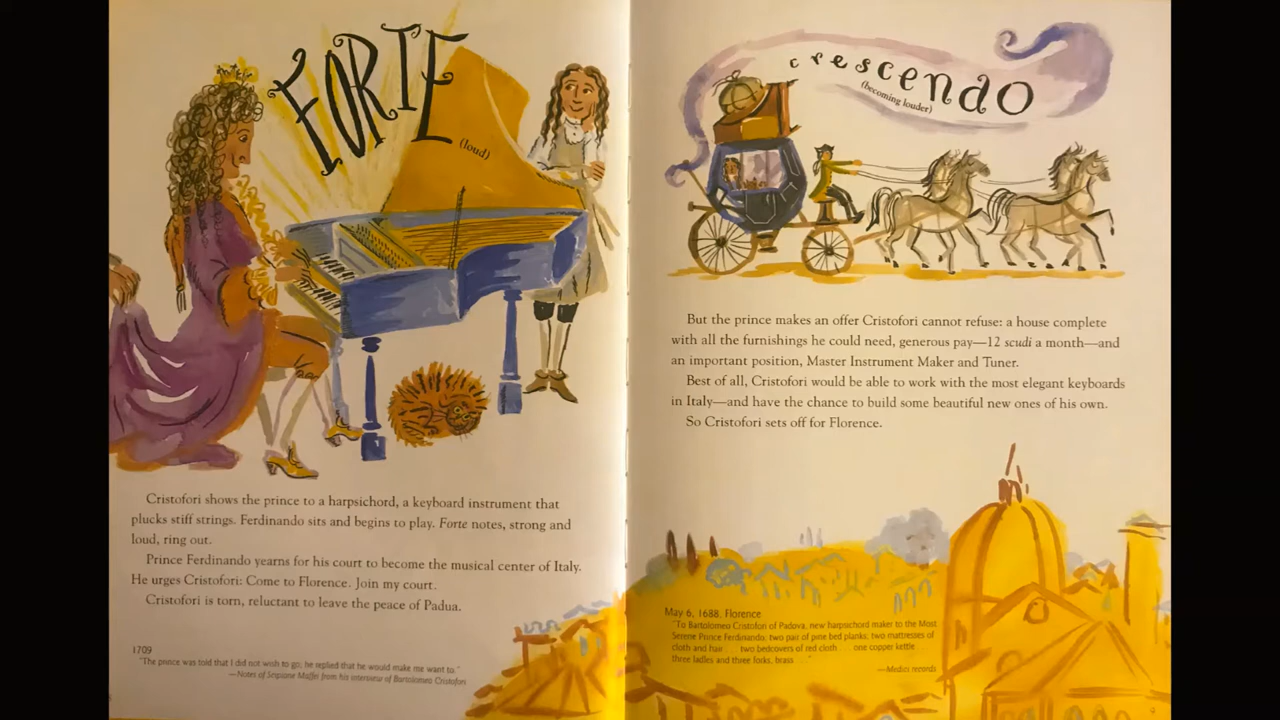 FORTE
(loud)
Cristofori shows the prince to a harpsichord, a keyboard instrument that
plucks stiff strings. Ferdinando sits and begins to play. Forte notes, strong and
loud, ring out.
Prince Ferdinando yearns for his court to become the musical center of Italy.
He urges Cristofori: Come to Florence. Join my court.
Cristofori is torn, reluctant to leave the peace of Padua.
1709
"The prince was told that I did not wish to go; he replied that he would make me want to."
—Notes of Scipione Maffei from his interview of Bartolomeo Cristofori
crescendo
(becoming louder)
But the prince makes an offer Cristofori cannot refuse: a house complete
with all the furnishings he could need, generous pay—12 scudi a month—and
an important position, Master Instrument Maker and Tuner.
Best of all, Cristofori would be able to work with the most elegant keyboards
in Italy—and have the chance to build some beautiful new ones of his own.
So Cristofori sets off for Florence.
May 6, 1688. Florence
"To Bartolomeo Cristofori of Padova, new harpsichord maker to the Most
Serene Prince Ferdinando; two pair of pine bed planks; two mattresses of
cloth and hair . . . two bedcovers of red cloth . . . one copper kettle . . .
three ladles and three forks, brass . . ."
—Medici records